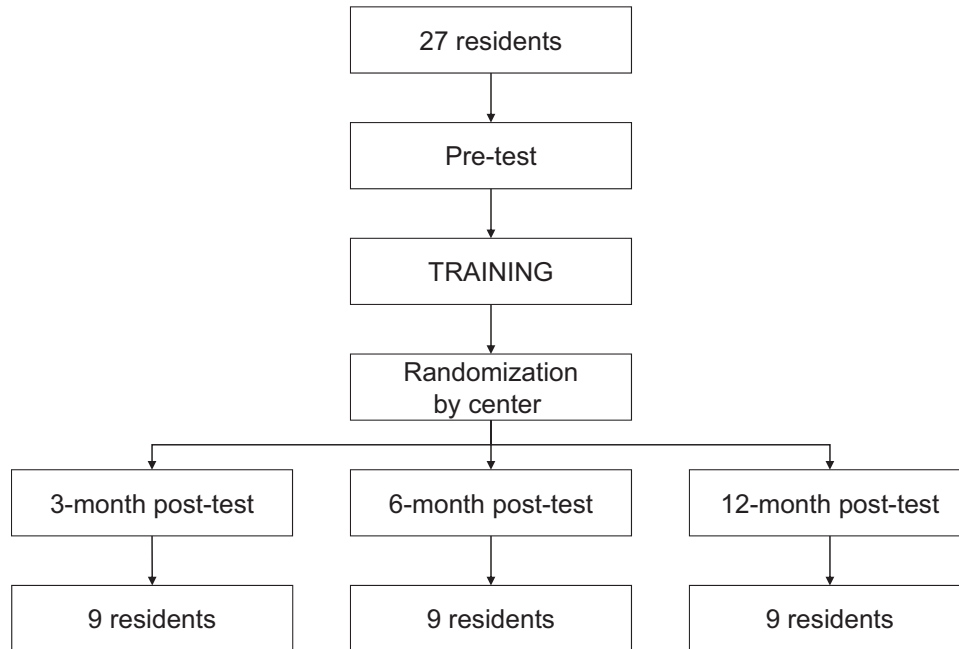 27 residents
Pre-test
TRAINING
Randomization
by center
3-month post-test
6-month post-test
12-month post-test
9 residents
9 residents
9 residents